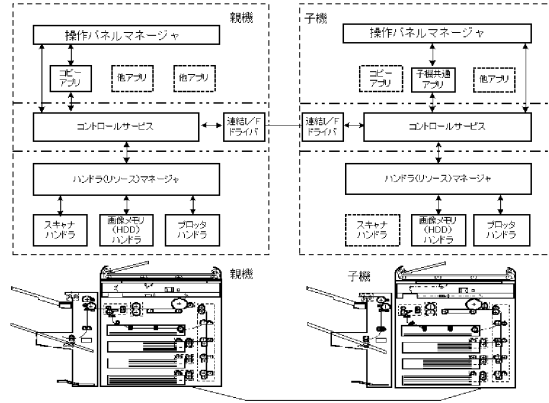 親機
操作パネルマネージャ
コピー
アプリ
他アプリ
他アプリ
コントロールサービス
連結I/F
ドライバ
ハンドラ(リソース)マネージャ
スキャナ
ハンドラ
画像メモリ
(HDD)
ハンドラ
プロッタ
ハンドラ
子機
操作パネルマネージャ
コピー
アプリ
子機共通
アプリ
他アプリ
連結I/F
ドライバ
コントロールサービス
ハンドラ(リソース)マネージャ
スキャナ
ハンドラ
画像メモリ
(HDD)
ハンドラ
プロッタ
ハンドラ
親機
子機